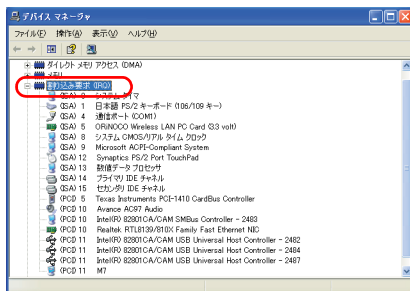 デバイス マネージャ
ファイル(F) 操作(A) 表示(V) ヘルプ(H)
ダイレクト メモリ アクセス (DMA)
メモリ
割り込み要求 (IRQ)
(ISA) 0 システム タイマ
(ISA) 1 日本語 PS/2 キーボード (106/109 キー)
(ISA) 4 通信ポート (COM1)
(ISA) 5 ORiNOCO Wireless LAN PC Card (3.3 volt)
(ISA) 8 システム CMOS/リアル タイム クロック
(ISA) 9 Microsoft ACPI-Compliant System
(ISA) 12 Synaptics PS/2 Port TouchPad
(ISA) 13 数値データ プロセッサ
(ISA) 14 プライマリ IDE チャネル
(ISA) 15 セカンダリ IDE チャネル
(PCI) 5 Texas Instruments PCI-1410 CardBus Controller
(PCI) 10 Avance AC97 Audio
(PCI) 10 Intel(R) 82801CA/CAM SMBus Controller - 2483
(PCI) 10 Realtek RTL8139/810X Family Fast Ethernet NIC
(PCI) 11 Intel(R) 82801CA/CAM USB Universal Host Controller - 2482
(PCI) 11 Intel(R) 82801CA/CAM USB Universal Host Controller - 2484
(PCI) 11 Intel(R) 82801CA/CAM USB Universal Host Controller - 2487
(PCI) 11 M7